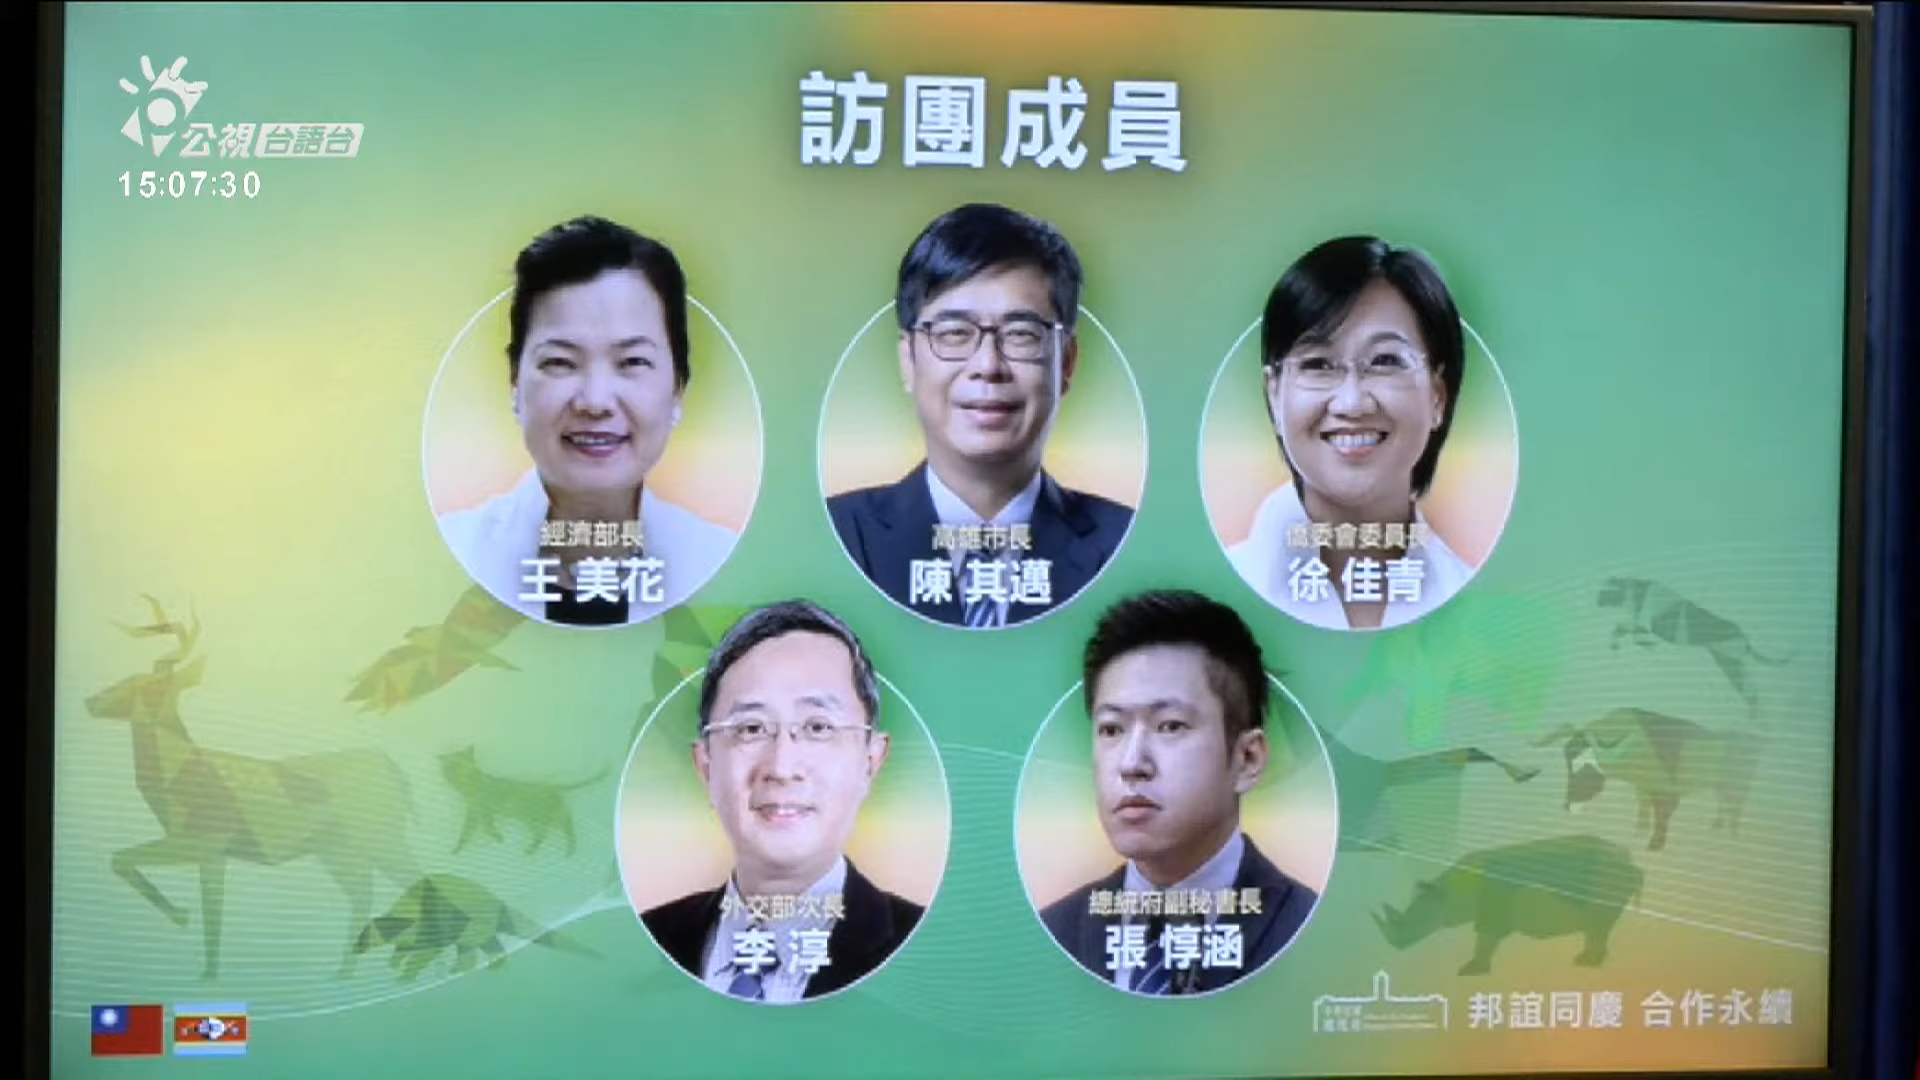 公視 台語台
15:07:30
訪團成員
經濟部長
王 美花
高雄市長
陳 其邁
僑委會委員長
徐 佳青
外交部次長
李 淳
總統府副秘書長
張 惇涵
邦誼同慶 合作永續